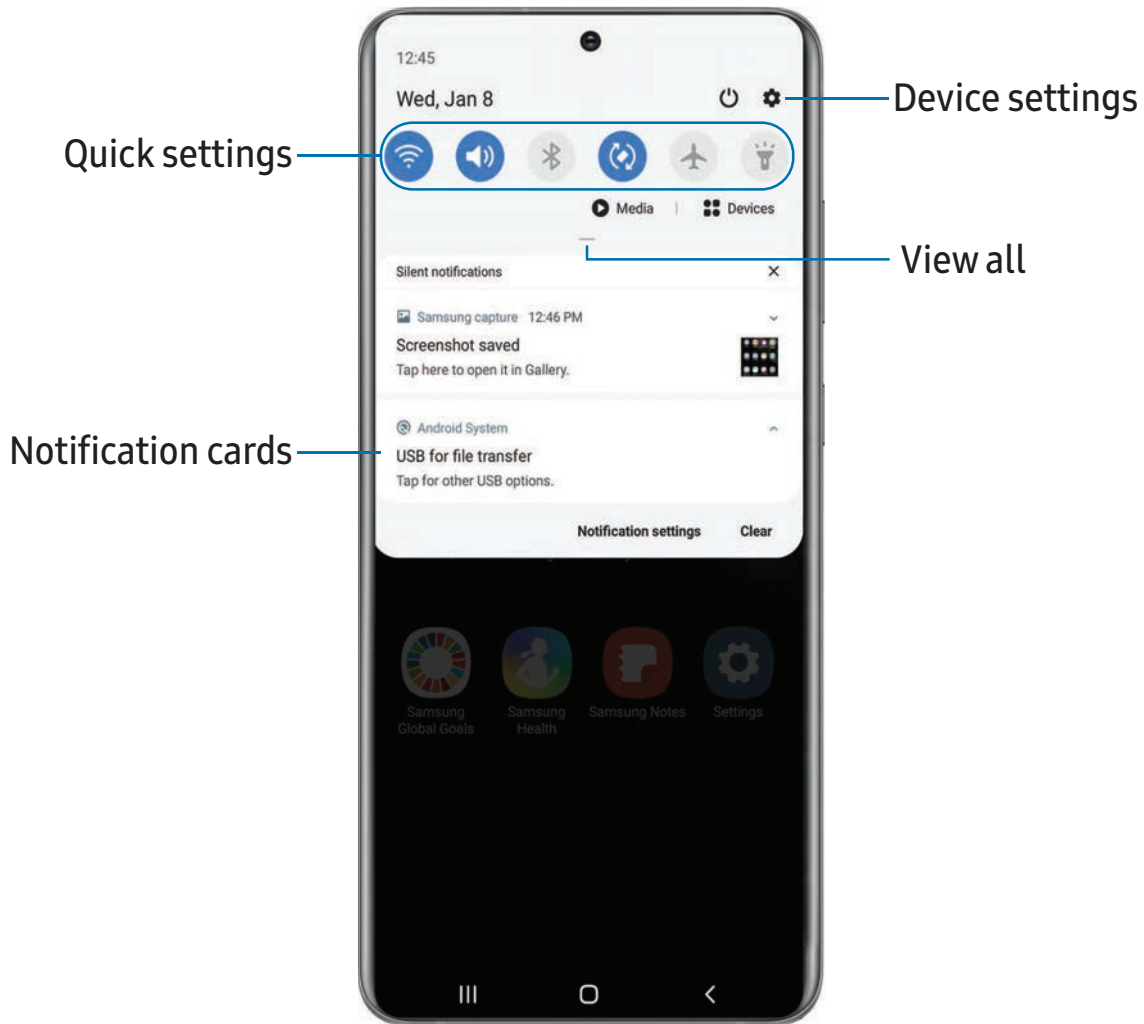 12:45
Wed, Jan 8
Device settings
Quick settings
Media
Devices
View all
Silent notifications
Samsung capture 12:46 PM
Screenshot saved
Tap here to open it in Gallery.
Android System
Notification cards
USB for file transfer
Tap for other USB options.
Notification settings
Clear
Samsung
Global Goals
Samsung
Health
Samsung Notes
Settings